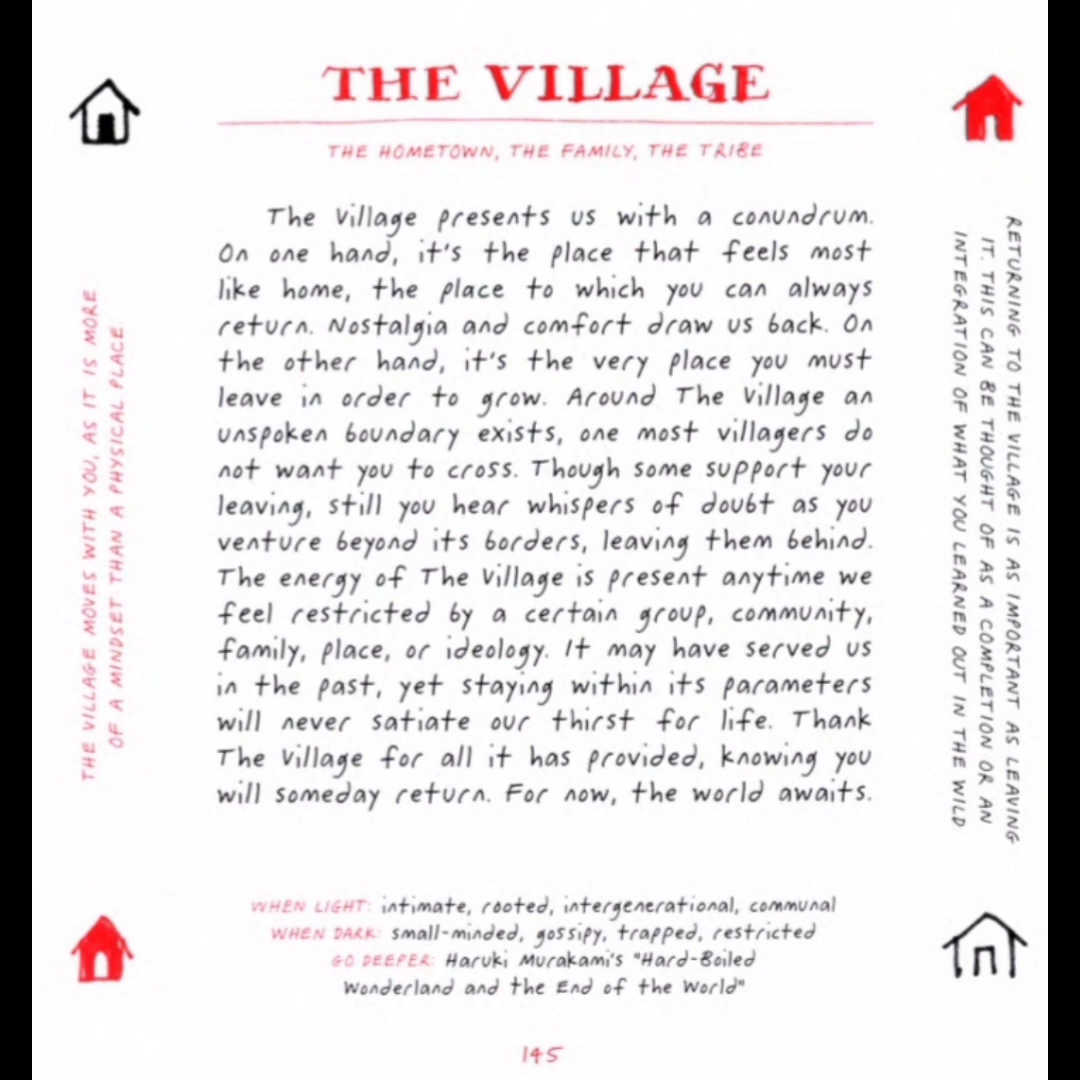 THE VILLAGE
THE HOMETOWN, THE FAMILY, THE TRIBE
The Village presents us with a conundrum.
On one hand, it's the place that feels most
like home, the place to which you can always
return. Nostalgia and comfort draw us back. On
the other hand, it's the very place you must
leave in order to grow. Around The Village an
unspoken boundary exists, one most villagers do
not want you to cross. Though some support your
leaving, still you hear whispers of doubt as you
venture beyond its borders, leaving them behind.
The energy of The Village is present anytime we
feel restricted by a certain group, community,
family, place, or ideology. It may have served us
in the past, yet staying within its parameters
will never satiate our thirst for life. Thank
The Village for all it has provided, knowing you
will someday return. For now, the world awaits.
THE VILLAGE MOVES WITH YOU, AS IT IS MORE
OF A MINDSET THAN A PHYSICAL PLACE
RETURNING TO THE VILLAGE IS AS IMPORTANT AS LEAVING
IT. THIS CAN BE THOUGHT OF AS A COMPLETION OR AN
INTEGRATION OF WHAT YOU LEARNED OUT IN THE WILD
WHEN LIGHT: intimate, rooted, intergenerational, communal
WHEN DARK: small-minded, gossipy, trapped, restricted
GO DEEPER: Haruki Murakami's "Hard-Boiled
Wonderland and the End of the World"
145